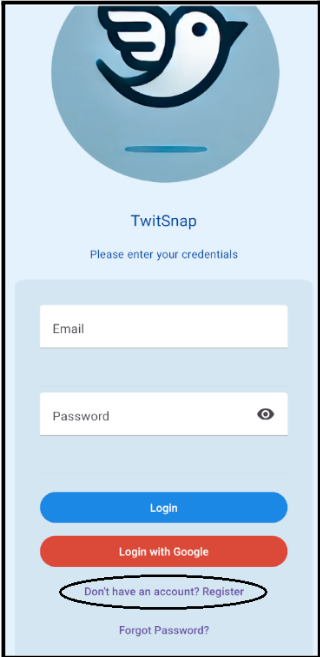 TwitSnap
Please enter your credentials
Email
Password
Login
Login with Google
Don't have an account? Register
Forgot Password?